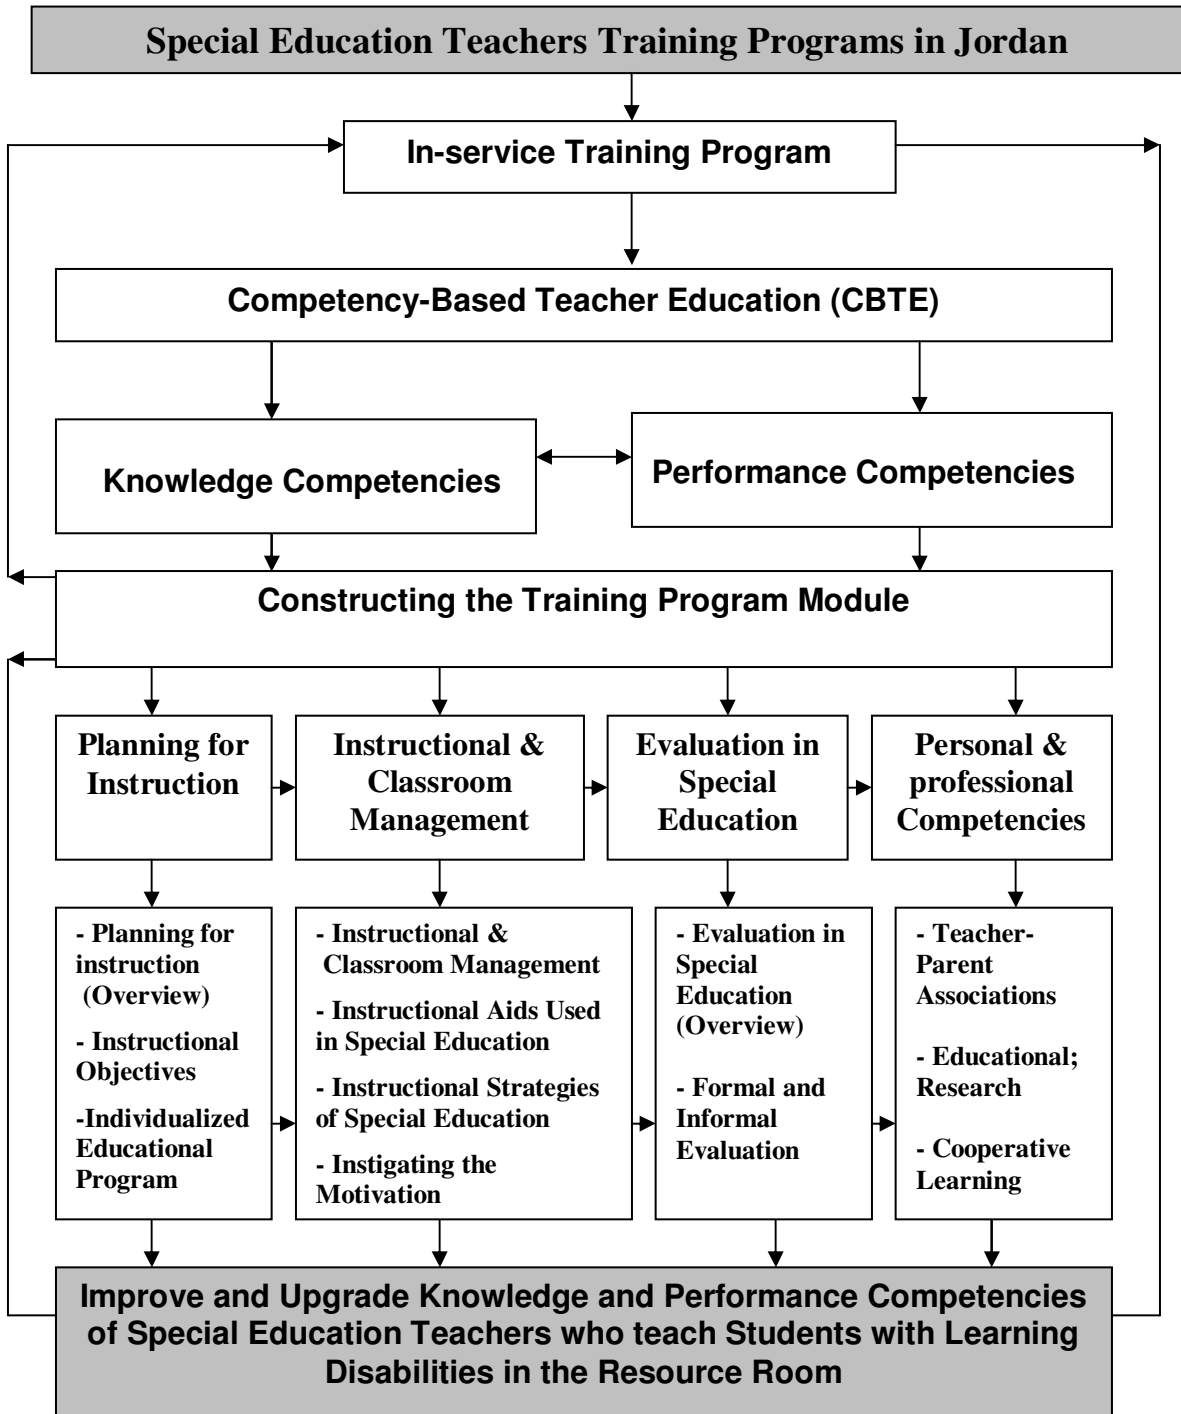 Special Education Teachers Training Programs in Jordan
In-service Training Program
Competency-Based Teacher Education (CBTE)
Knowledge Competencies
Performance Competencies
Constructing the Training Program Module
Planning for
Instruction
Instructional &
Classroom
Management
Evaluation in
Special
Education
Personal &
professional
Competencies
- Planning for
instruction
(Overview)
- Instructional
Objectives
-Individualized
Educational
Program
- Instructional &
Classroom Management
- Instructional Aids Used
in Special Education
- Instructional Strategies
of Special Education
- Instigating the
Motivation
- Evaluation in
Special
Education
(Overview)
- Formal and
Informal
Evaluation
- Teacher-
Parent
Associations
- Educational;
Research
- Cooperative
Learning
Improve and Upgrade Knowledge and Performance Competencies
of Special Education Teachers who teach Students with Learning
Disabilities in the Resource Room